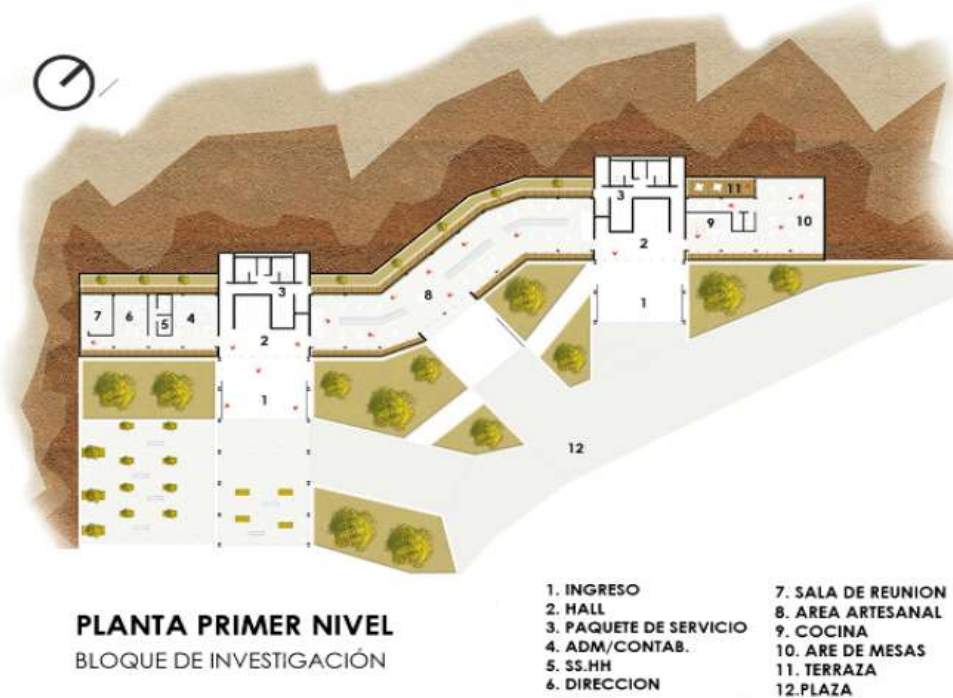 3
11
9
10
2
1
8
3
7
6
5
4
2
1
12
PLANTA PRIMER NIVEL
BLOQUE DE INVESTIGACIÓN
1. INGRESO
2. HALL
3. PAQUETE DE SERVICIO
4. ADM/CONTAB.
5. SS.HH
6. DIRECCION
7. SALA DE REUNION
8. AREA ARTESANAL
9. COCINA
10. ARE DE MESAS
11. TERRAZA
12.PLAZA